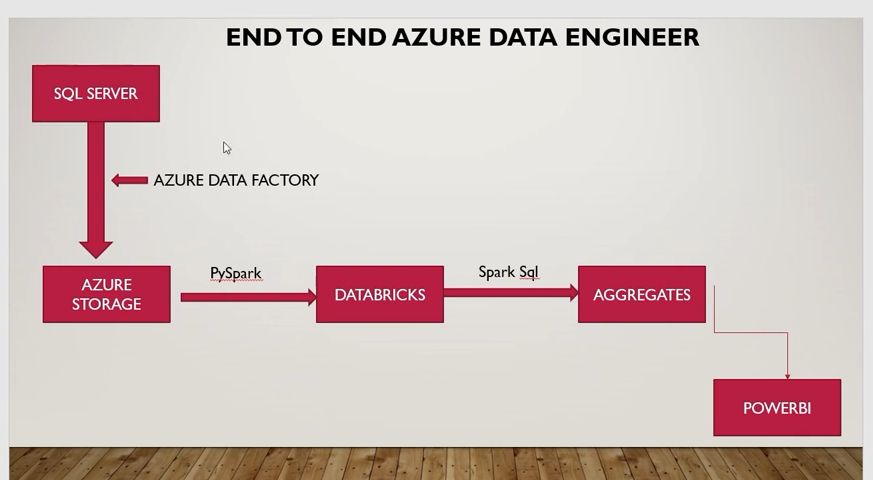 END TO END AZURE DATA ENGINEER
SQL SERVER
AZURE DATA FACTORY
AZURE
STORAGE
PySpark
DATABRICKS
Spark Sql
AGGREGATES
POWERBI